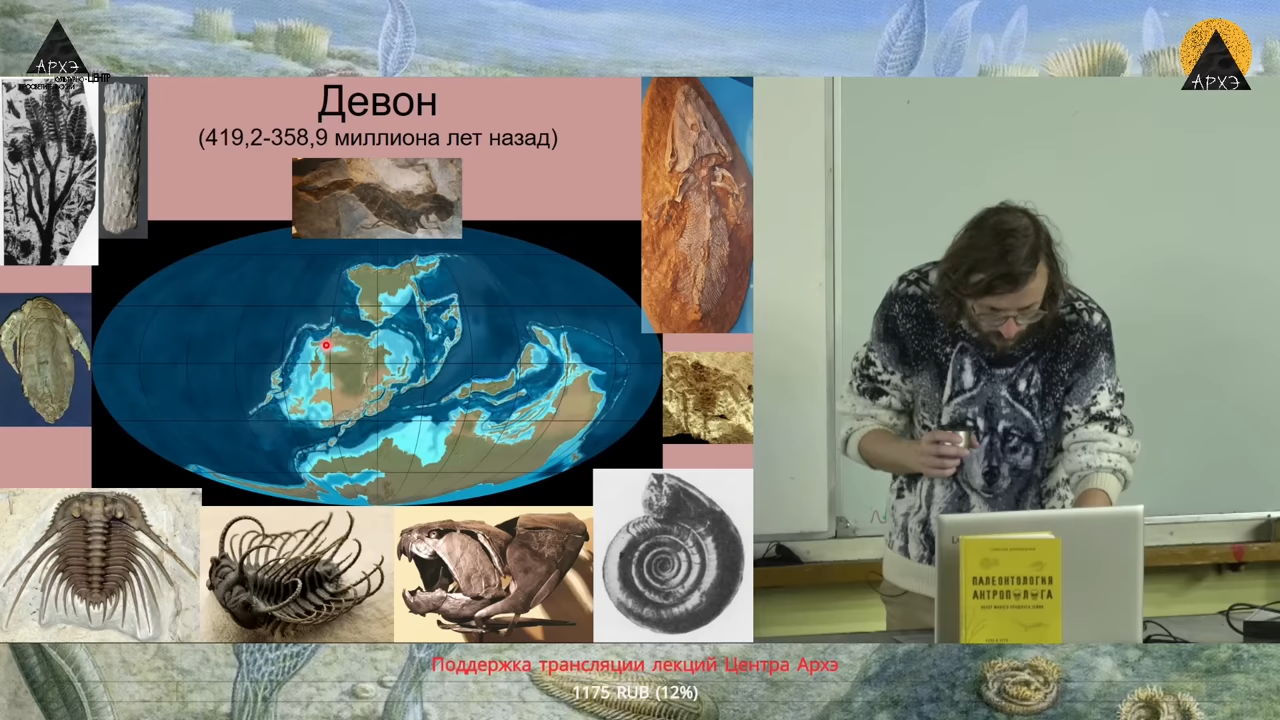 АРХЭ
АРХЭ
Девон
(419,2-358,9 миллиона лет назад)
ПАЛЕОНТОЛОГИЯ
АНТРОПОЛОГА
Поддержка трансляции лекций Центра Архэ
1175 RUB (12%)